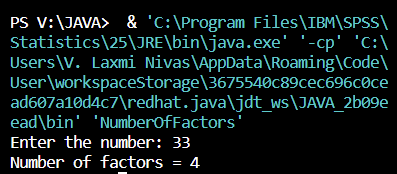 PS V:\JAVA>  & 'C:\Program Files\IBM\SPSS\
Statistics\25\JRE\bin\java.exe' '-cp' 'C:\
Users\V. Laxmi Nivas\AppData\Roaming\Code\
User\workspaceStorage\3675540c89cec696c0ce
ad607a10d4c7\redhat.java\jdt_ws\JAVA_2b09e
ead\bin' 'NumberOfFactors'
Enter the number: 33
Number of factors = 4